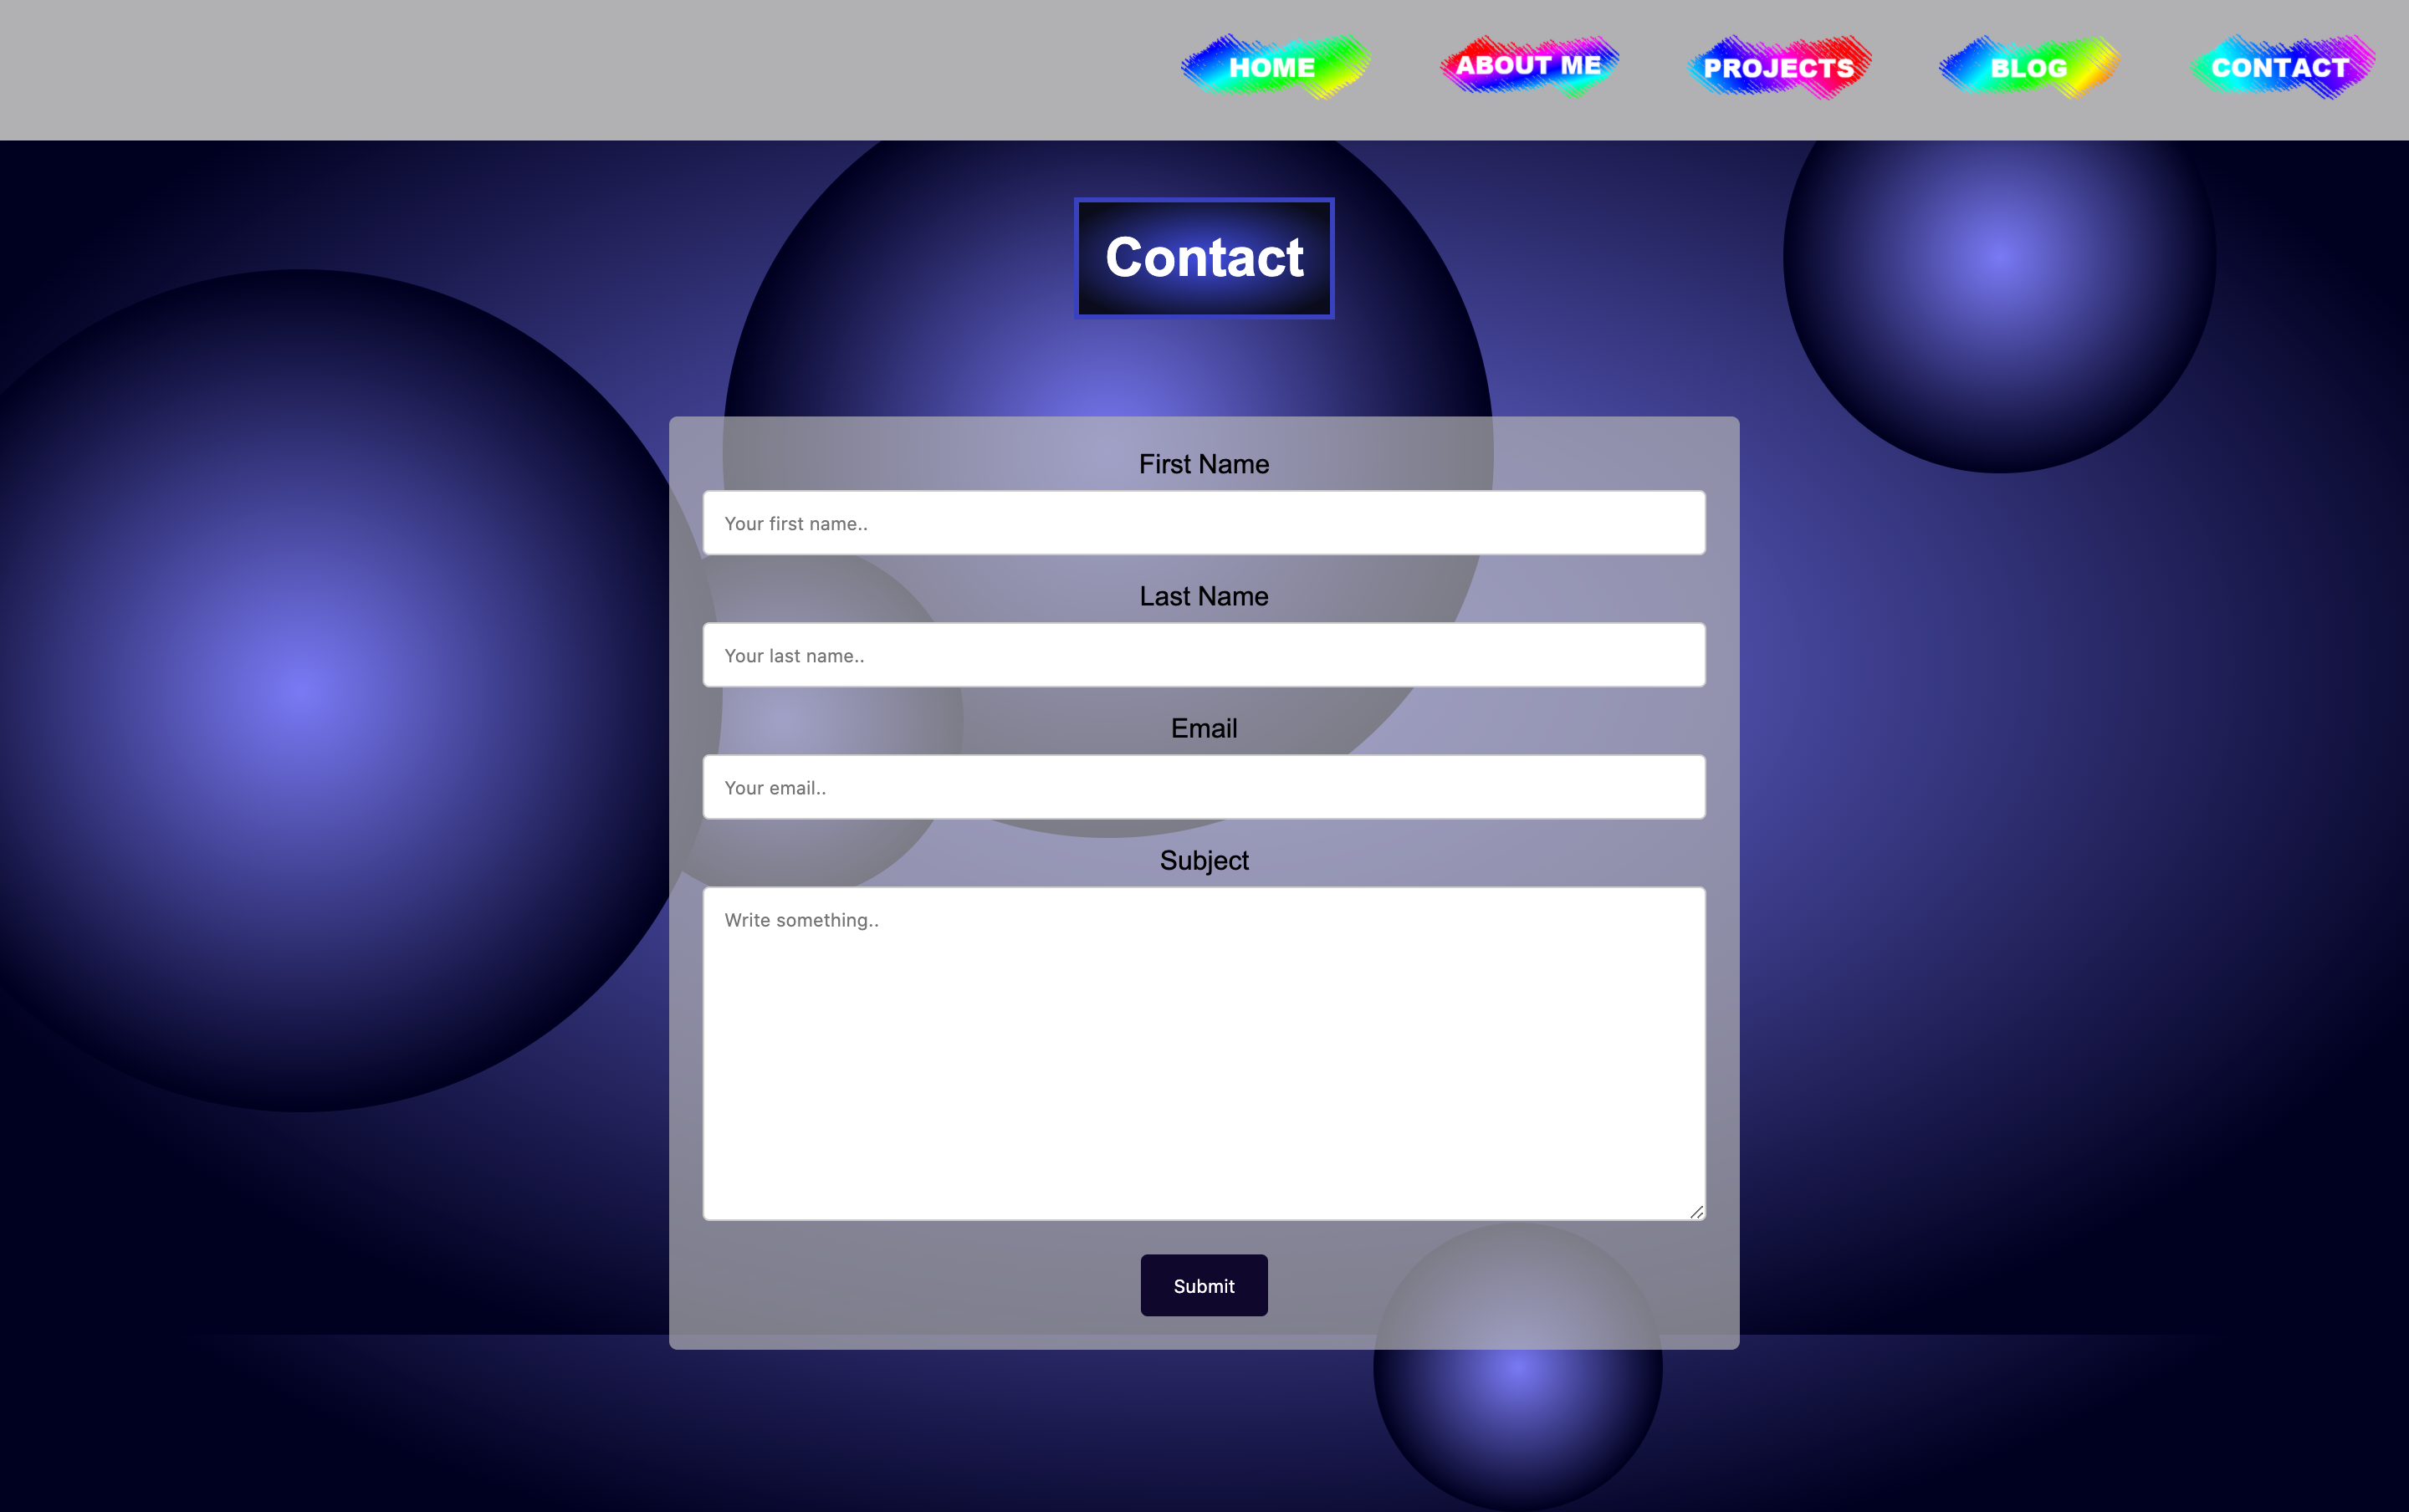 HOME ABOUT ME PROJECTS BLOG CONTACT
Contact
First Name
Your first name..
Last Name
Your last name..
Email
Your email..
Subject
Write something..
Submit